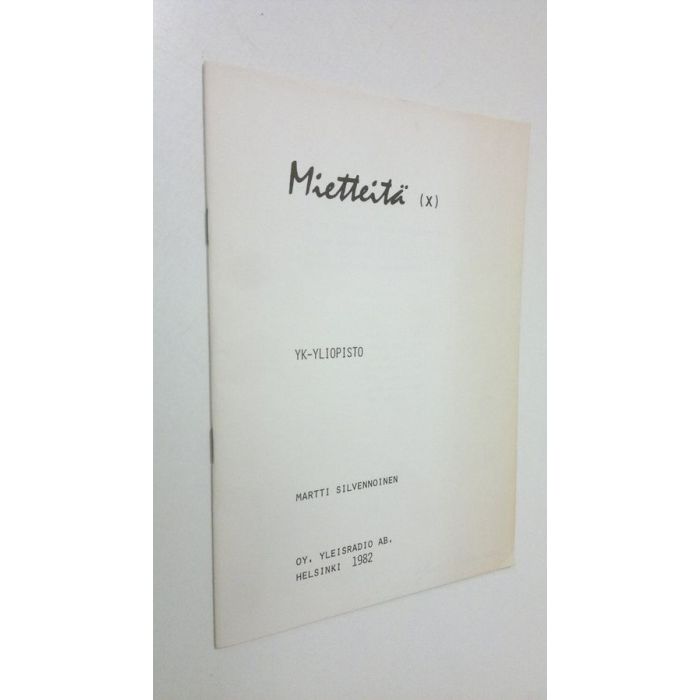 Mietteitä (X)
YK-YLIOPISTO
MARTTI SILVENNOINEN
OY. YLEISRADIO AB.
HELSINKI 1982